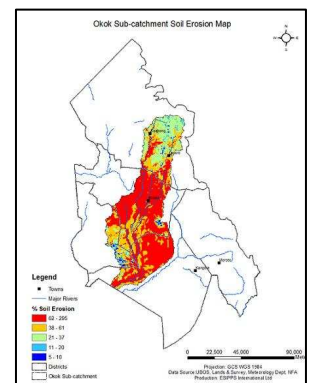 Okok Sub-catchment Soil Erosion Map
N
W
E
S
Legend
Towns
Major Rivers
% Soil Erosion
62 - 205
38 - 61
21 - 37
11 - 20
5 - 10
Districts
Okok Sub-catchment
0 22,500 45,000 90,000
Projection: GCS WGS 1984
Data Source:USGS, Lands & Survey, Meteorology Dept, NFA
Production: ESIPPS International Ltd